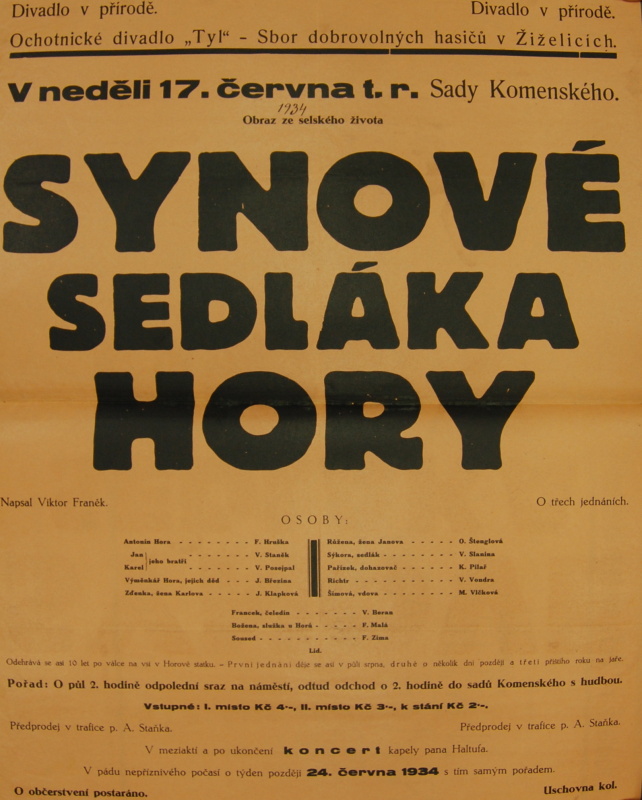 Divadlo v přírodě. Divadlo v přírodě.
Ochotnické divadlo „Tyl“ - Sbor dobrovolných hasičů v Žiželicích.
V neděli 17. června t. r. Sady Komenského.
1934
Obraz ze selského života
SYNOVÉ
SEDLÁKA
HORY
Napsal Viktor Franěk. O třech jednáních.
OSOBY:
Antonín Hora - - - - - - - - F. Hruška
Jan - - - - - V. Staněk
jeho bratři
Karel - - - - - V. Posejpal
Výměnkář Hora, jejich děd - - - J. Březina
Zdenka, žena Karlova - - - - - J. Klapková
Růžena, žena Janova - - - - - - O. Štenglová
Sýkora, sedlák - - - - - - - V. Slanina
Pařízek, dohazovač - - - - - - K. Pilař
Richtr - - - - - - - - - V. Vondra
Šímová, vdova - - - - - - - M. Vlčková
Francek, čeledín - - - - - - - V. Beran
Božena, služka u Horů - - - - - F. Malá
Soused - - - - - - - - - - F. Zima
Lid.
Odehrává se asi 10 let po válce na vsi v Horově statku. - První jednání děje se asi v půli srpna, druhé o několik dní později a třetí příštího roku na jaře.
Pořad: O půl 2. hodině odpolední sraz na náměstí, odtud odchod o 2. hodině do sadů Komenského s hudbou.
Vstupné: I. místo Kč 4·-, II. místo Kč 3·-, k stání Kč 2·-.
Předprodej v trafice p. A. Staňka. Předprodej v trafice p. A. Staňka.
V meziaktí a po ukončení koncert kapely pana Haltufa.
V pádu nepříznivého počasí o týden později 24. června 1934 s tím samým pořadem.
O občerstvení postaráno. Uschovna kol.